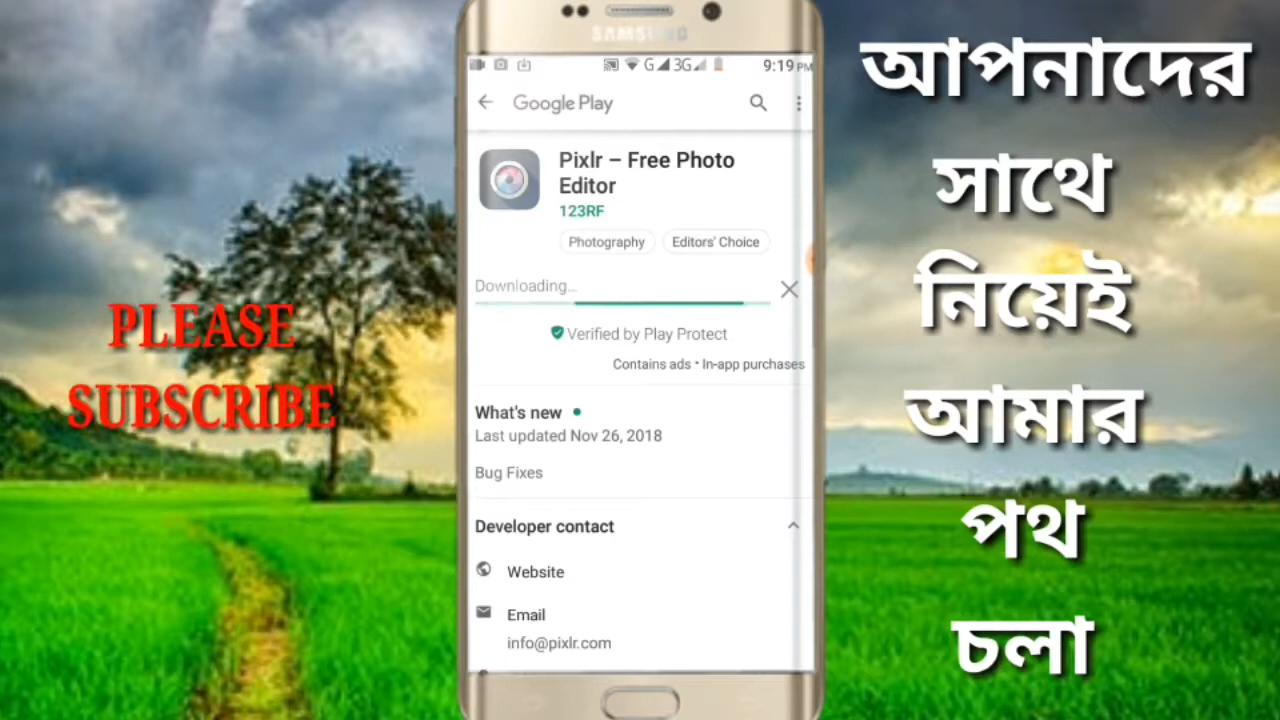 PLEASE
SUBSCRIBE
SAMSUNG
G 3G 9:19 PM
Google Play
Pixlr – Free Photo
Editor
123RF
Photography
Editors' Choice
Downloading...
Verified by Play Protect
Contains ads • In-app purchases
What's new
Last updated Nov 26, 2018
Bug Fixes
Developer contact
Website
Email
info@pixlr.com
আপনাদের
সাথে
নিয়েই
আমার
পথ
চলা